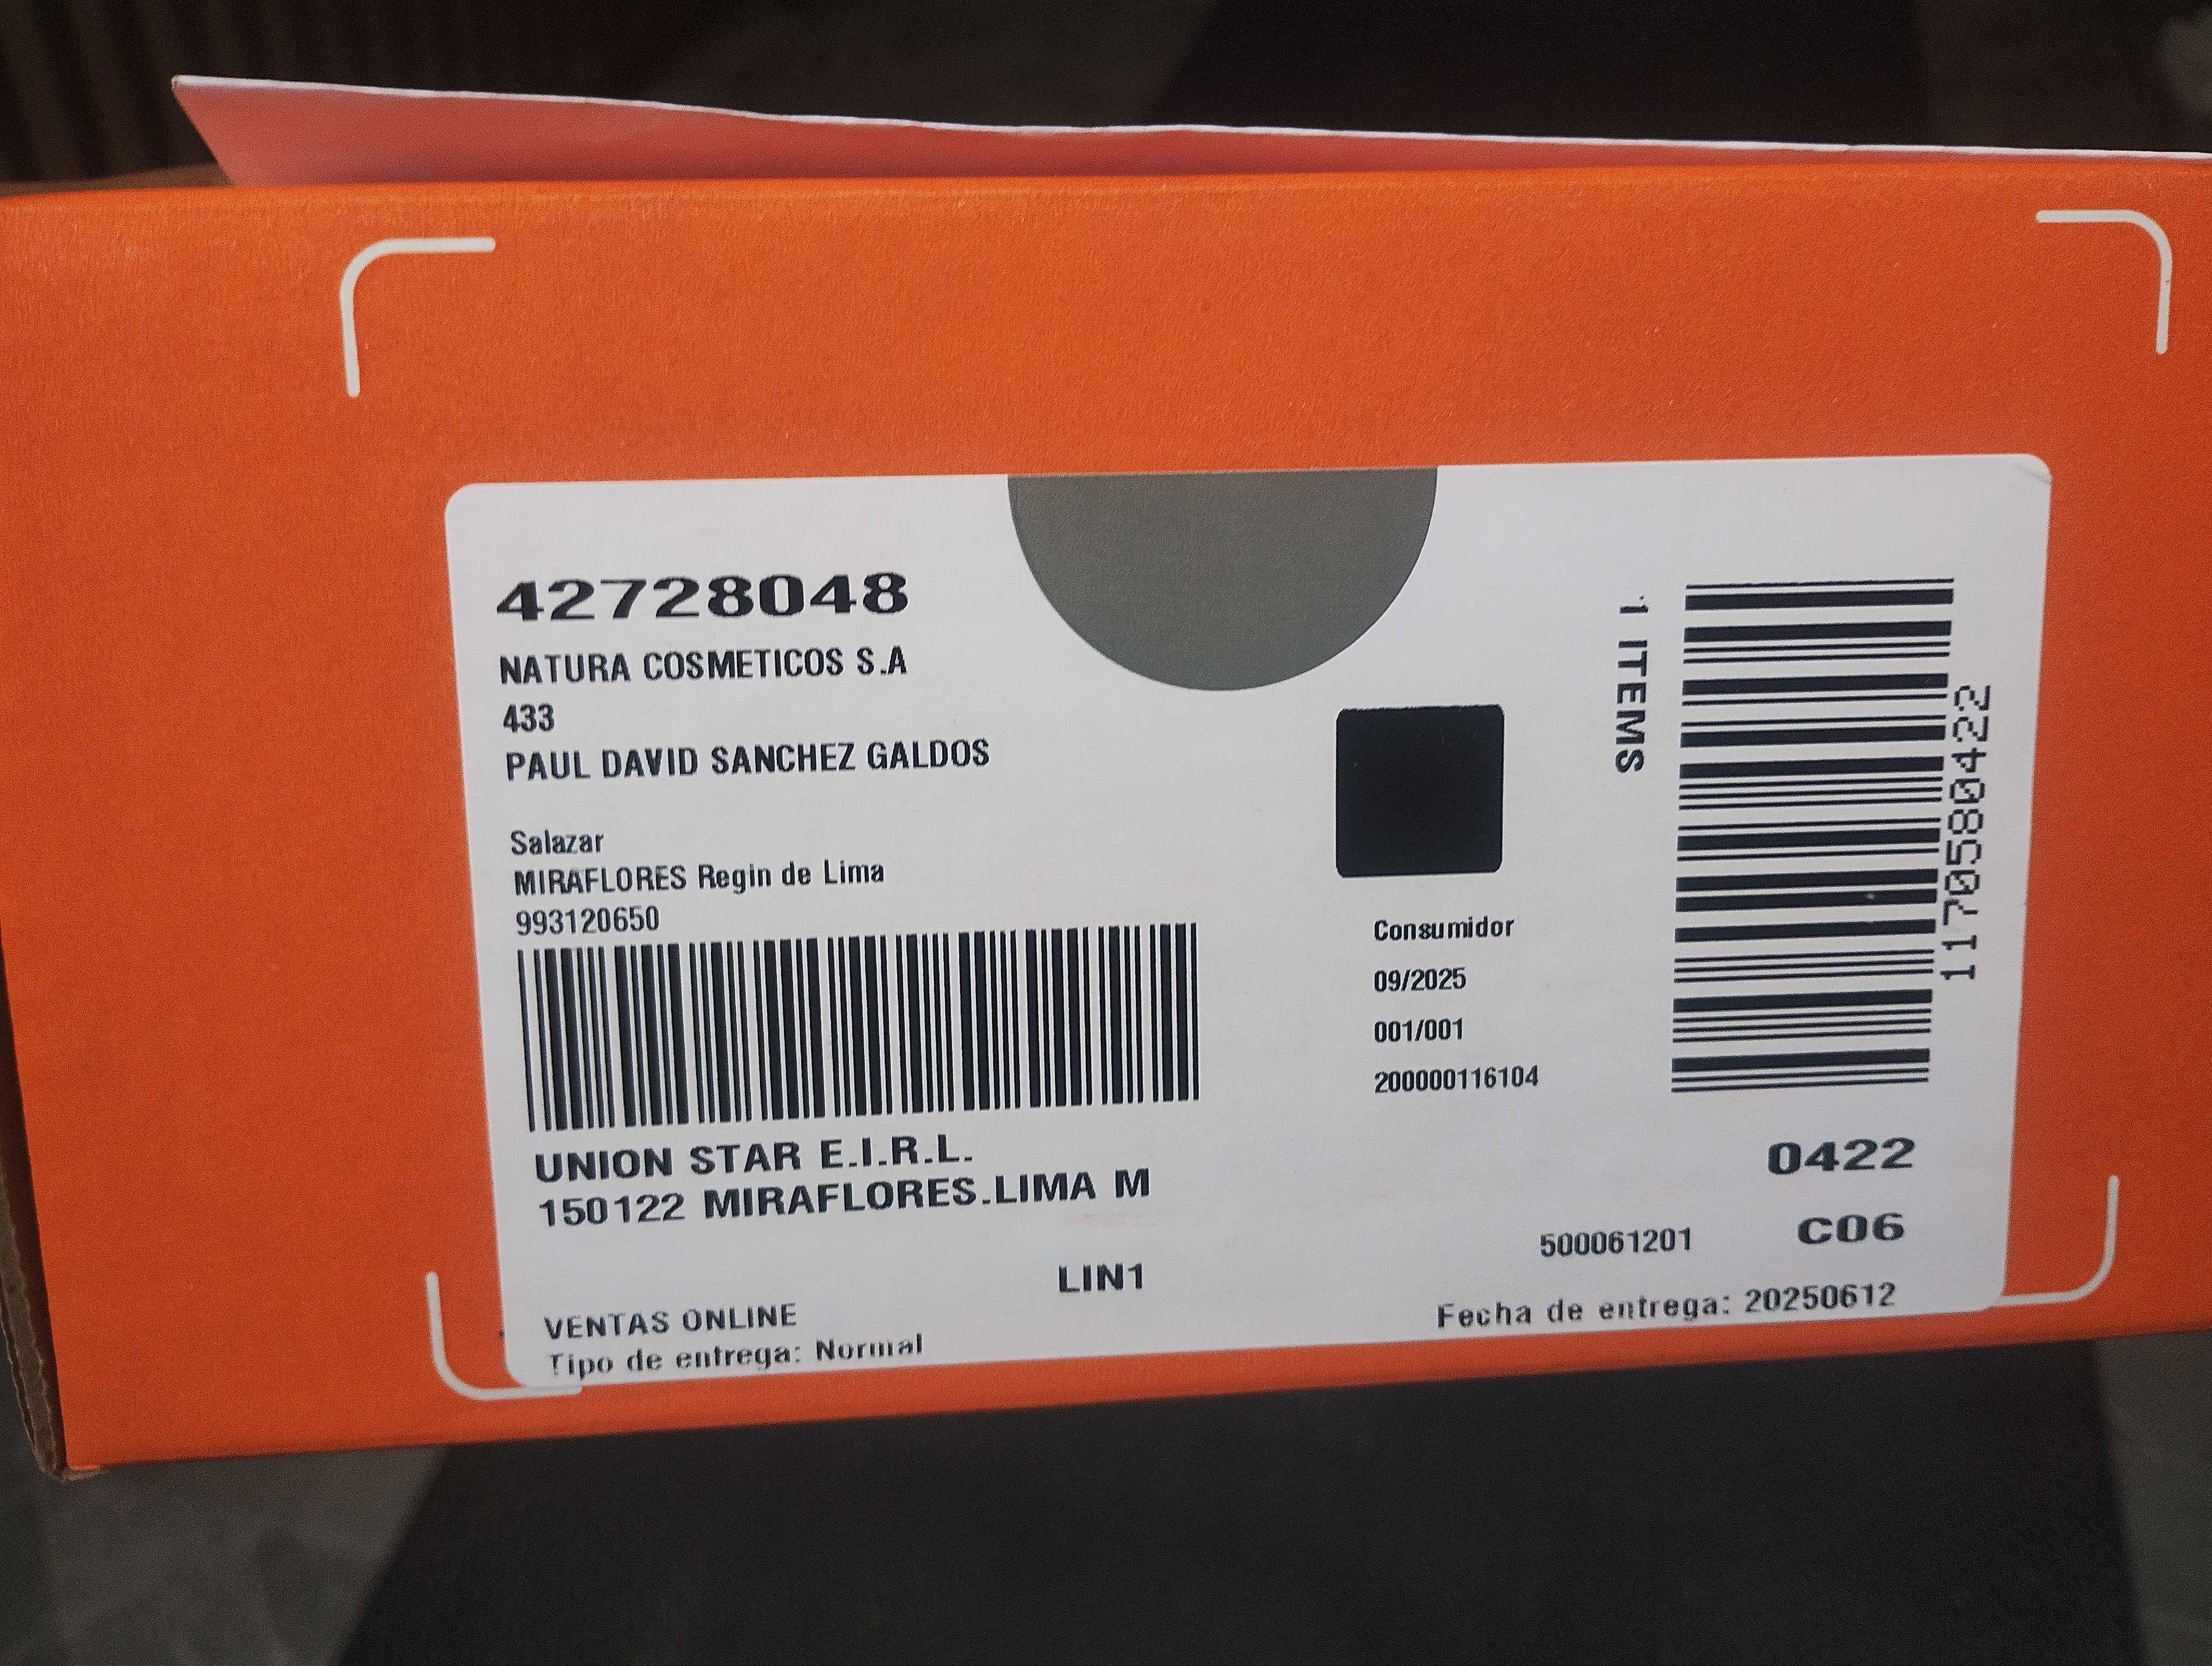 42728048
NATURA COSMETICOS S.A
433
PAUL DAVID SANCHEZ GALDOS
Salazar
MIRAFLORES Regin de Lima
993120650
UNION STAR E.I.R.L.
150122 MIRAFLORES.LIMA M
LIN1
VENTAS ONLINE
Tipo de entrega: Normal
1 ITEMS
1170580422
Consumidor
09/2025
001/001
200000116104
0422
500061201 C06
Fecha de entrega: 20250612